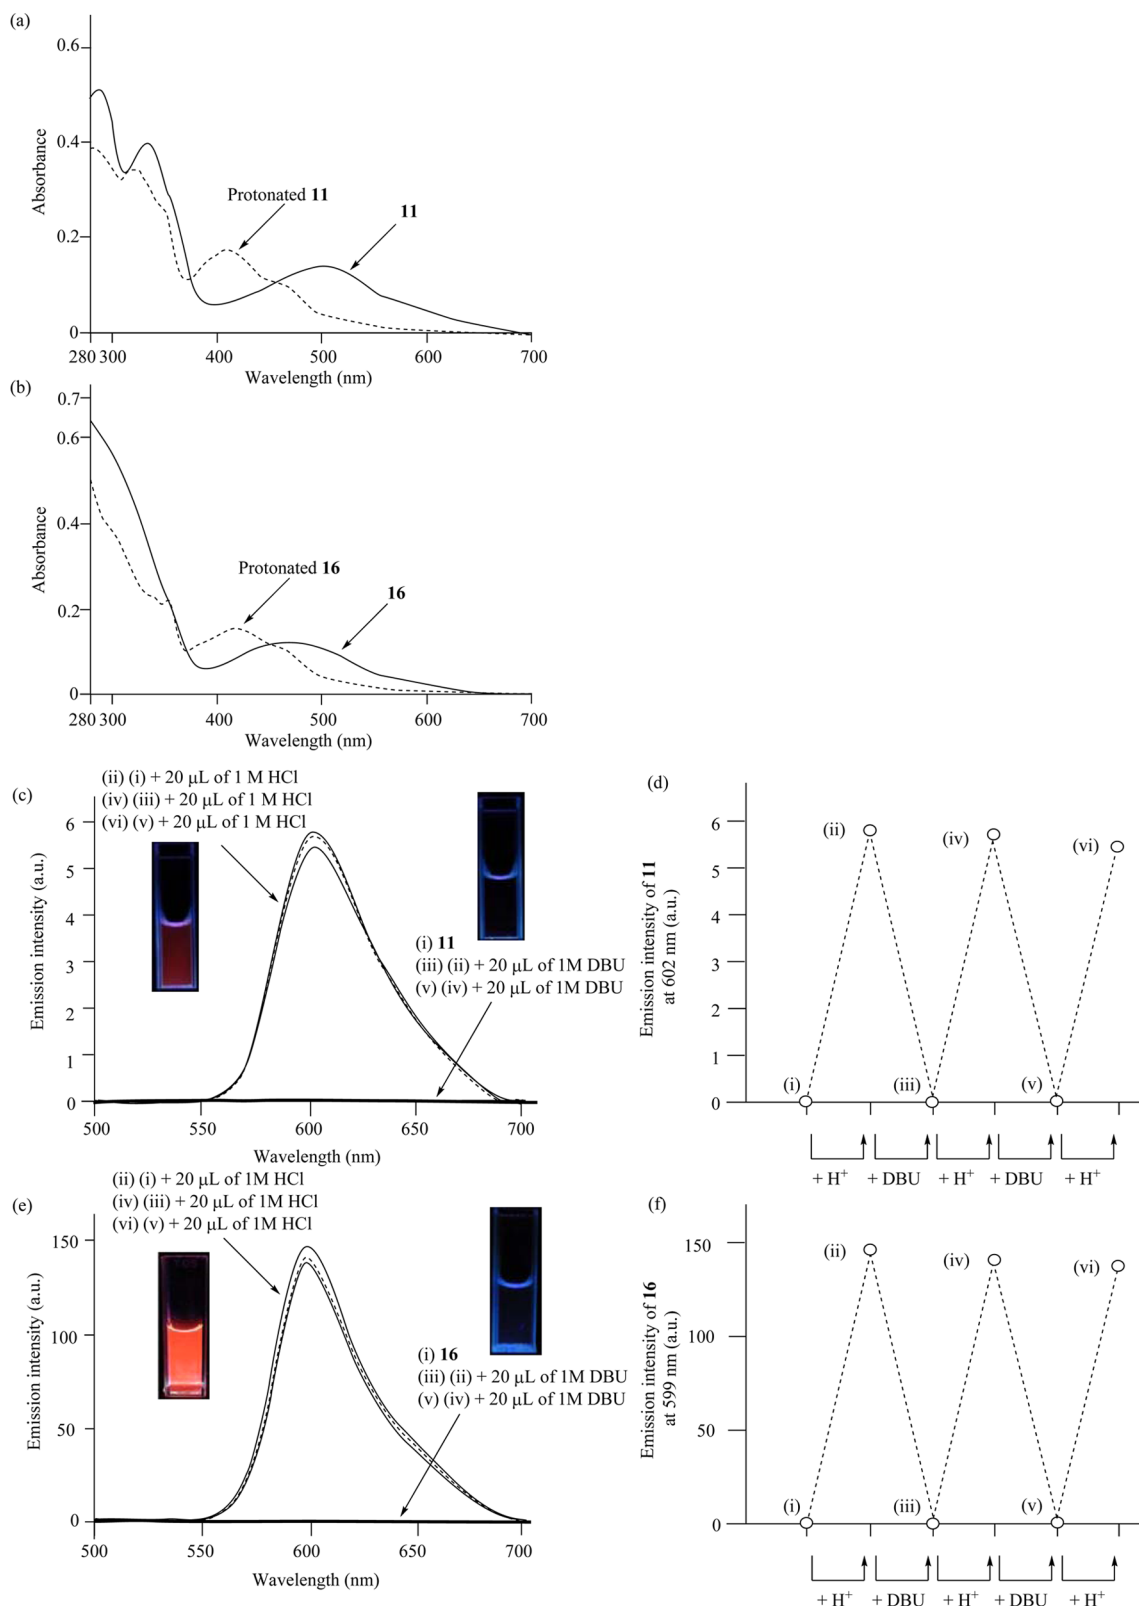 (a)
0.6
0.4
0.2
0
Absorbance
Protonated 11
11
280 300 400 500 600 700
Wavelength (nm)
(b)
0.7
0.6
0.4
0.2
0
Absorbance
Protonated 16
16
280 300 400 500 600 700
Wavelength (nm)
(c)
(ii) (i) + 20 μL of 1 M HCl
(iv) (iii) + 20 μL of 1 M HCl
(vi) (v) + 20 μL of 1 M HCl
6
5
4
3
2
1
0
Emission intensity (a.u.)
(i) 11
(iii) (ii) + 20 μL of 1M DBU
(v) (iv) + 20 μL of 1M DBU
500 550 600 650 700
Wavelength (nm)
(d)
6
5
4
3
2
1
0
Emission intensity of 11
at 602 nm (a.u.)
(ii)
(iv)
(vi)
(i)
(iii)
(v)
+ H⁺ + DBU + H⁺ + DBU + H⁺
(e)
(ii) (i) + 20 μL of 1M HCl
(iv) (iii) + 20 μL of 1M HCl
(vi) (v) + 20 μL of 1M HCl
150
100
50
0
Emission intensity (a.u.)
(i) 16
(iii) (ii) + 20 μL of 1M DBU
(v) (iv) + 20 μL of 1M DBU
500 550 600 650 700
Wavelength (nm)
(f)
150
100
50
0
Emission intensity of 16
at 599 nm (a.u.)
(ii)
(iv)
(vi)
(i)
(iii)
(v)
+ H⁺ + DBU + H⁺ + DBU + H⁺